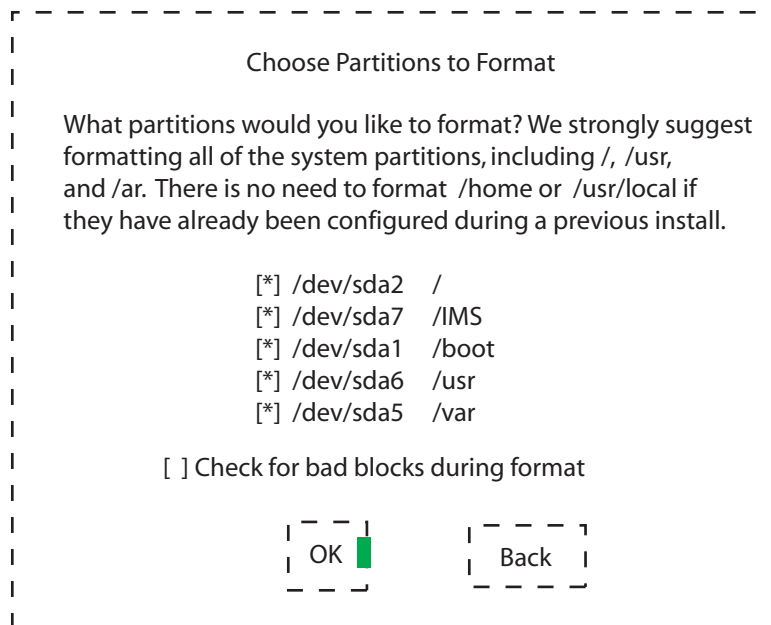 Choose Partitions to Format
What partitions would you like to format? We strongly suggest
formatting all of the system partitions, including /, /usr,
and /ar. There is no need to format /home or /usr/local if
they have already been configured during a previous install.
[*] /dev/sda2 /
[*] /dev/sda7 /IMS
[*] /dev/sda1 /boot
[*] /dev/sda6 /usr
[*] /dev/sda5 /var
[ ] Check for bad blocks during format
OK Back